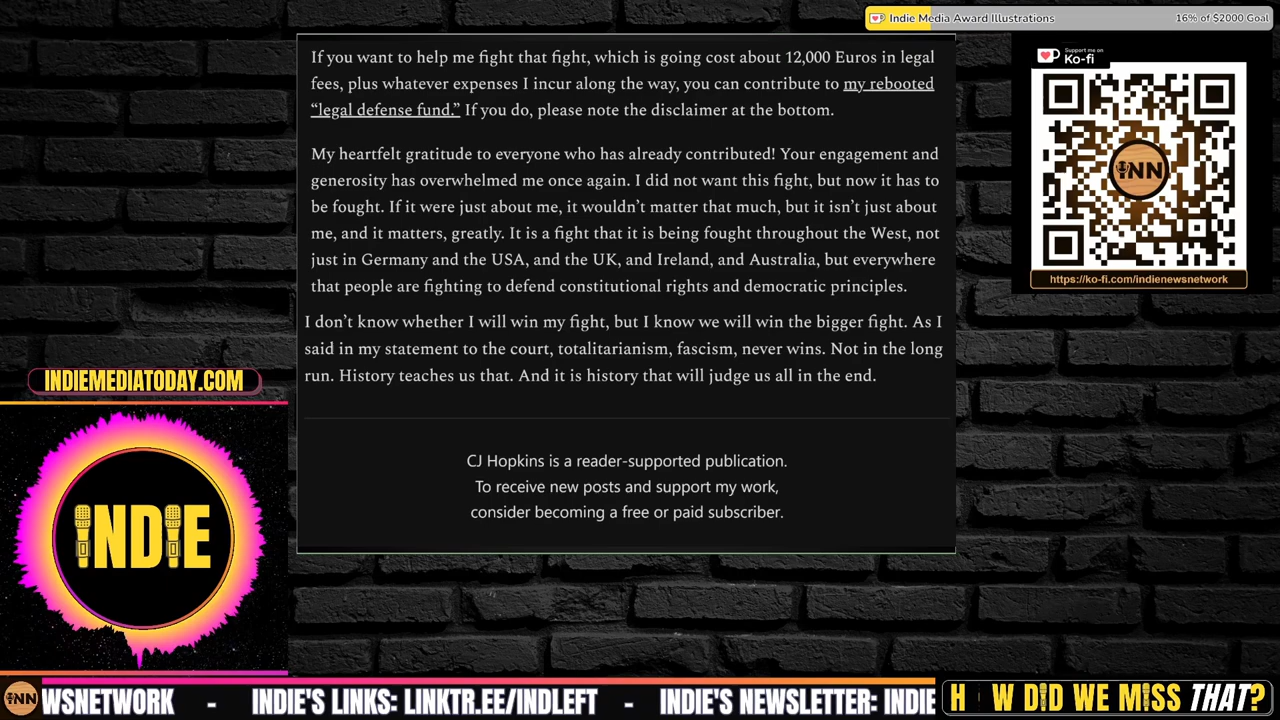 Indie Media Award Illustrations
16% of $2000 Goal
If you want to help me fight that fight, which is going cost about 12,000 Euros in legal
fees, plus whatever expenses I incur along the way, you can contribute to my rebooted
“legal defense fund.” If you do, please note the disclaimer at the bottom.
My heartfelt gratitude to everyone who has already contributed! Your engagement and
generosity has overwhelmed me once again. I did not want this fight, but now it has to
be fought. If it were just about me, it wouldn’t matter that much, but it isn’t just about
me, and it matters, greatly. It is a fight that it is being fought throughout the West, not
just in Germany and the USA, and the UK, and Ireland, and Australia, but everywhere
that people are fighting to defend constitutional rights and democratic principles.
I don’t know whether I will win my fight, but I know we will win the bigger fight. As I
said in my statement to the court, totalitarianism, fascism, never wins. Not in the long
run. History teaches us that. And it is history that will judge us all in the end.
CJ Hopkins is a reader-supported publication.
To receive new posts and support my work,
consider becoming a free or paid subscriber.
Support me on
Ko-fi
INN
https://ko-fi.com/indienewsnetwork
INDIEMEDIATODAY.COM
INDIE
INN
WSNETWORK - INDIE'S LINKS: LINKTR.EE/INDLEFT - INDIE'S NEWSLETTER: INDIE
H W DID WE MISS THAT?